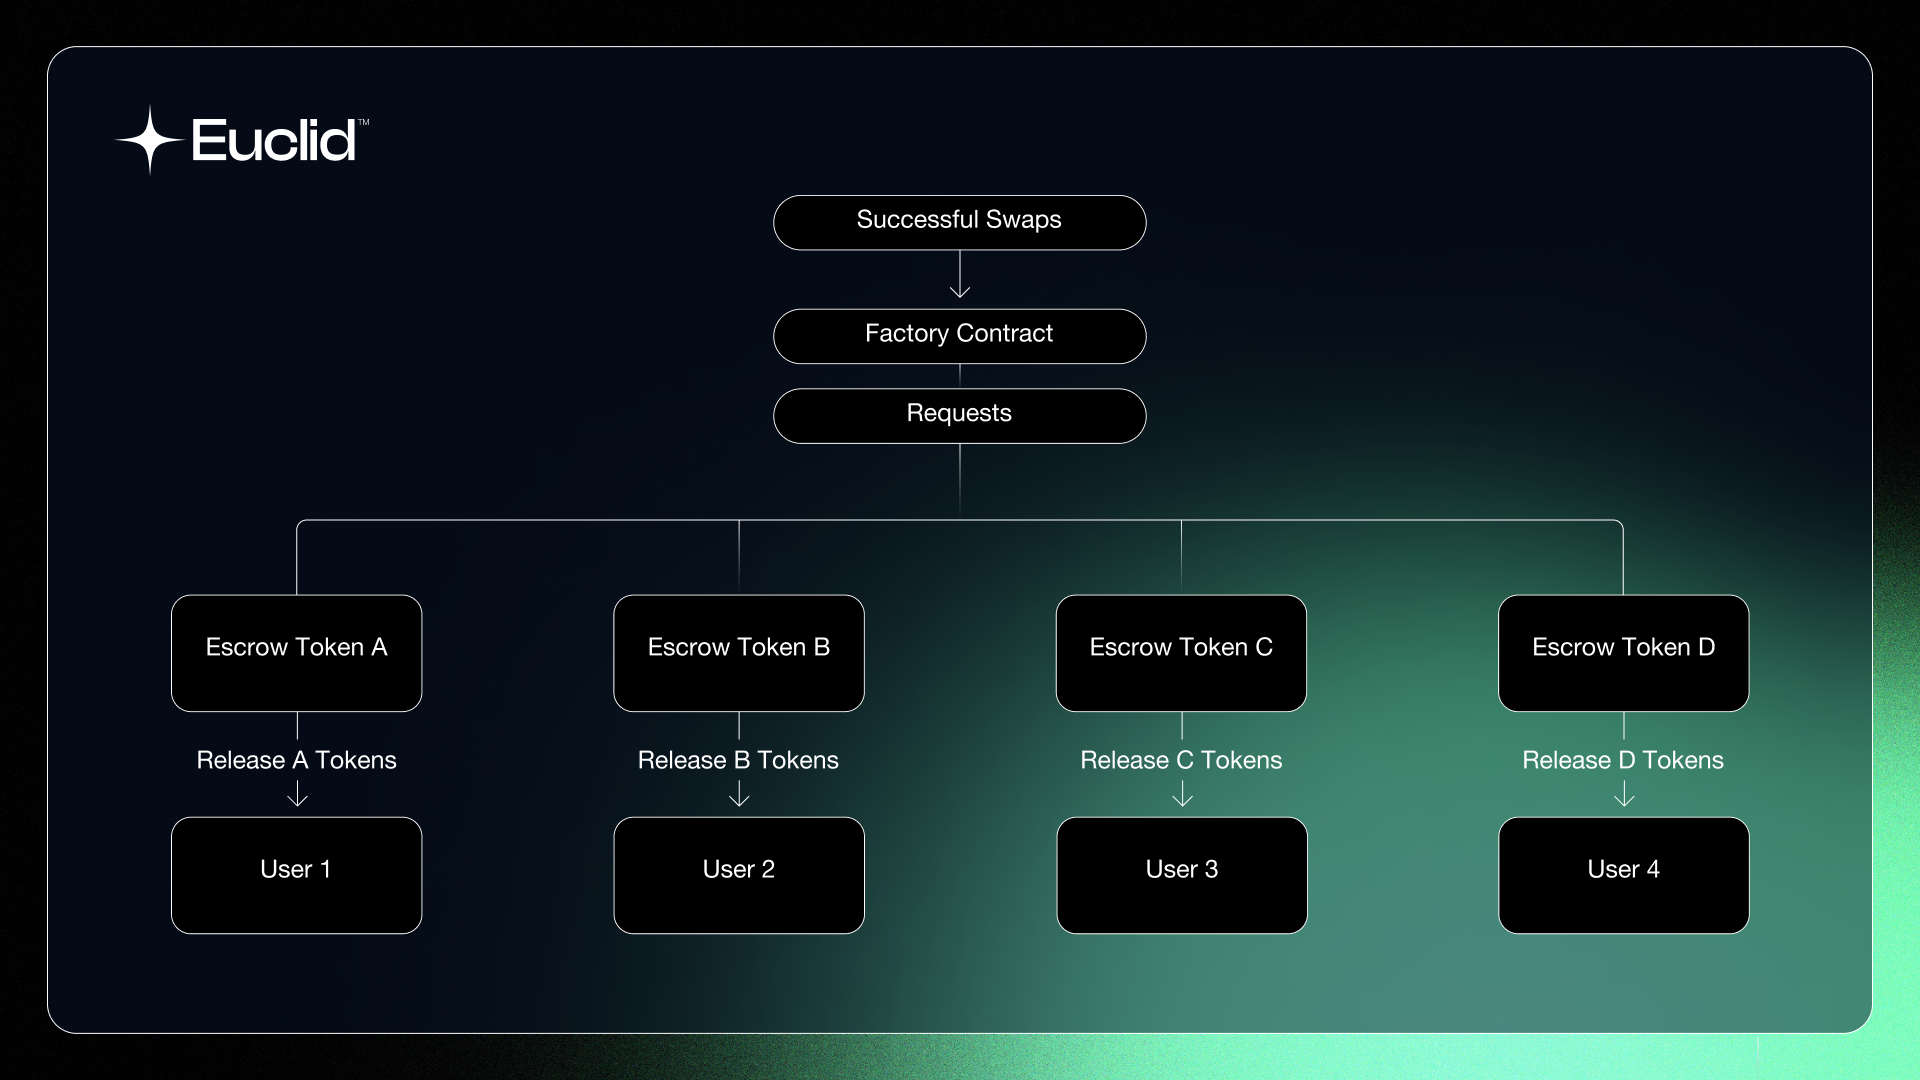 Euclid™
Successful Swaps
Factory Contract
Requests
Escrow Token A
Escrow Token B
Escrow Token C
Escrow Token D
Release A Tokens
Release B Tokens
Release C Tokens
Release D Tokens
User 1
User 2
User 3
User 4